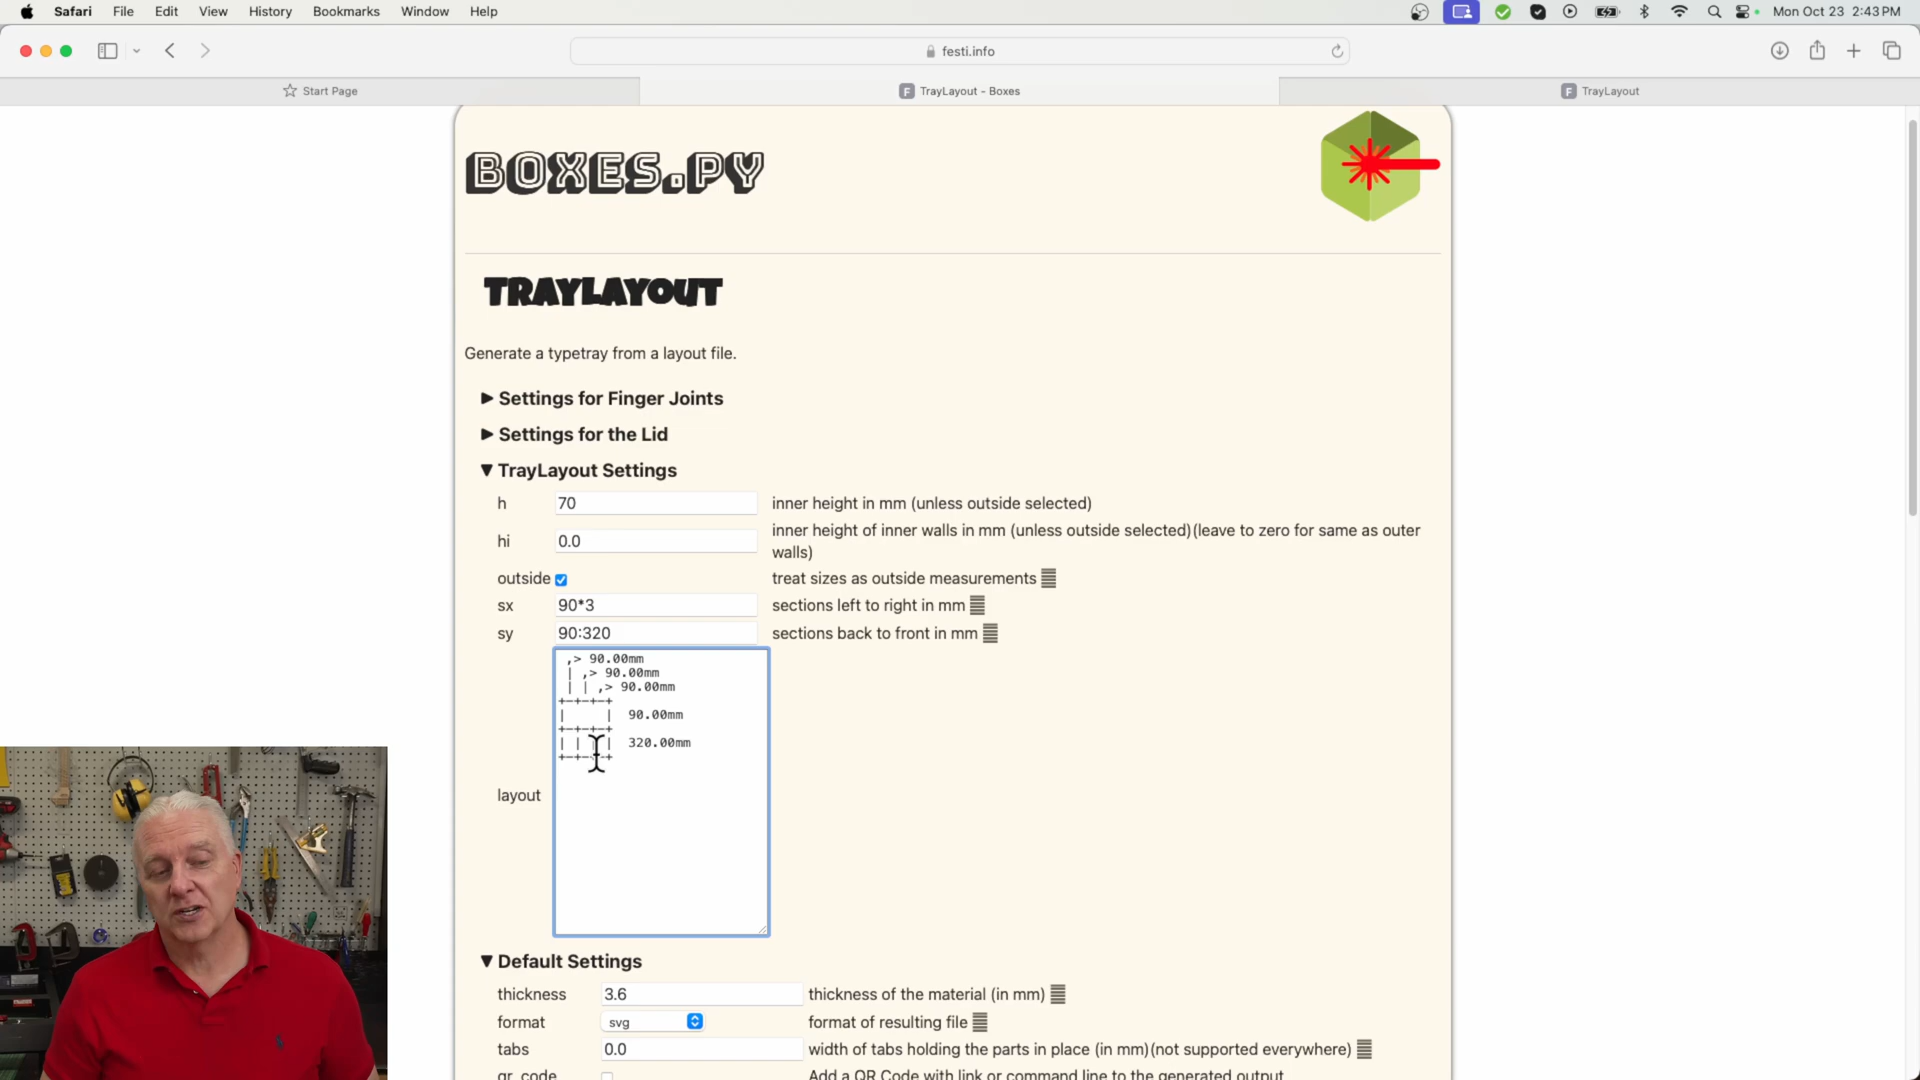 Safari File Edit View History Bookmarks Window Help Mon Oct 23 2:43 PM
festi.info
Start Page TrayLayout - Boxes TrayLayout
BOXES.PY
TRAYLAYOUT
Generate a typetray from a layout file.
Settings for Finger Joints
Settings for the Lid
TrayLayout Settings
h 70 inner height in mm (unless outside selected)
hi 0.0 inner height of inner walls in mm (unless outside selected)(leave to zero for same as outer
walls)
outside treat sizes as outside measurements
sx 90*3 sections left to right in mm
sy 90:320 sections back to front in mm
,> 90.00mm
| ,> 90.00mm
| | ,> 90.00mm
+-+-+-+
|     | 90.00mm
+-+-+-+
| | | | 320.00mm
+-+-+-+
layout
Default Settings
thickness 3.6 thickness of the material (in mm)
format svg format of resulting file
tabs 0.0 width of tabs holding the parts in place (in mm)(not supported everywhere)
qr_code Add a QR Code with link or command line to the generated output